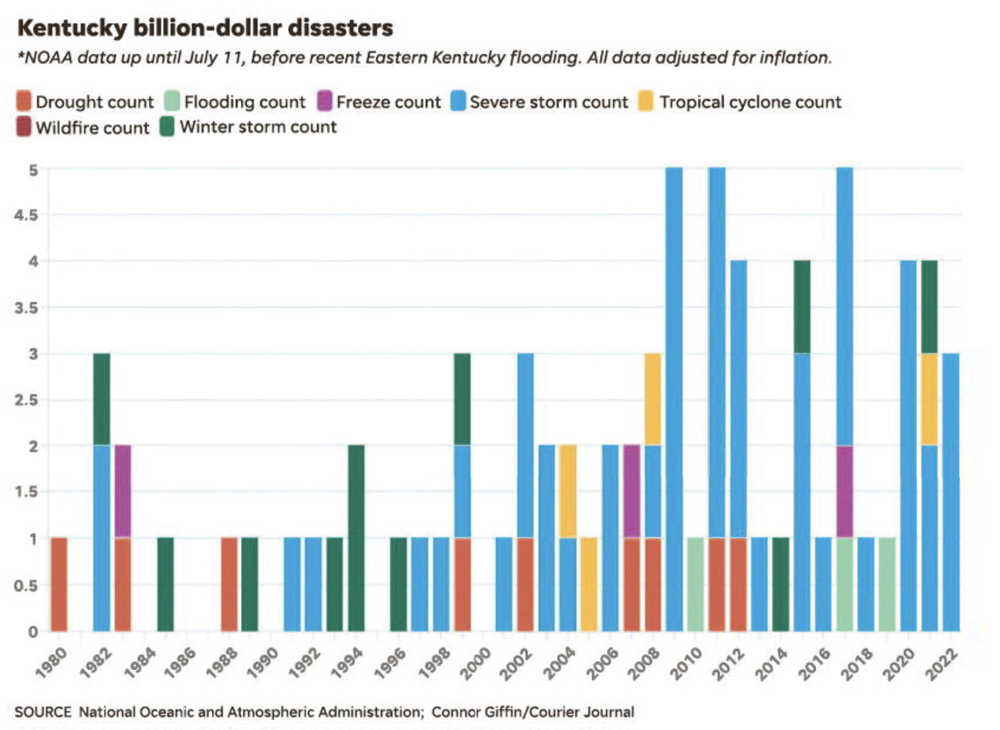 Kentucky billion-dollar disasters
*NOAA data up until July 11, before recent Eastern Kentucky flooding. All data adjusted for inflation.
Drought count Flooding count Freeze count Severe storm count Tropical cyclone count
Wildfire count Winter storm count
5
4.5
4
3.5
3
2.5
2
1.5
1
0.5
0
1980 1982 1984 1986 1988 1990 1992 1994 1996 1998 2000 2002 2004 2006 2008 2010 2012 2014 2016 2018 2020 2022
SOURCE National Oceanic and Atmospheric Administration; Connor Giffin/Courier Journal